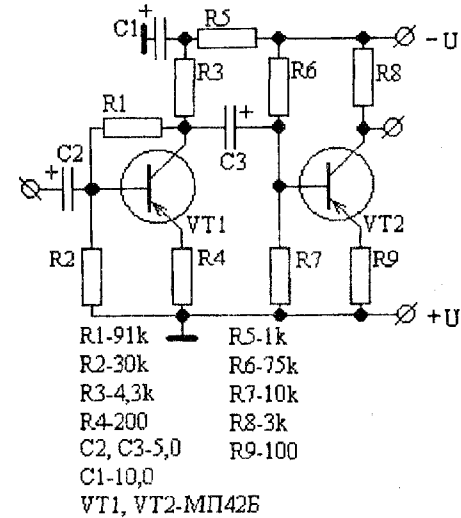 C1
+
R5
- U
R3
R6
R8
R1
C2
+
C3
+
VT1
VT2
R2
R4
R7
R9
+ U
R1-91k
R2-30k
R3-4,3k
R4-200
C2, C3-5,0
C1-10,0
VT1, VT2-МП42Б
R5-1k
R6-75k
R7-10k
R8-3k
R9-100